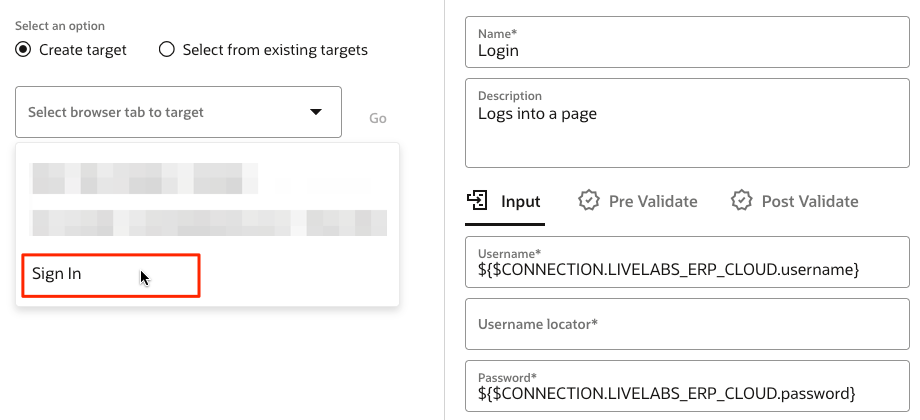 Select an option
Create target
Select from existing targets
Select browser tab to target
Go
Sign In
Name*
Login
Description
Logs into a page
Input
Pre Validate
Post Validate
Username*
${$CONNECTION.LIVELABS_ERP_CLOUD.username}
Username locator*
Password*
${$CONNECTION.LIVELABS_ERP_CLOUD.password}